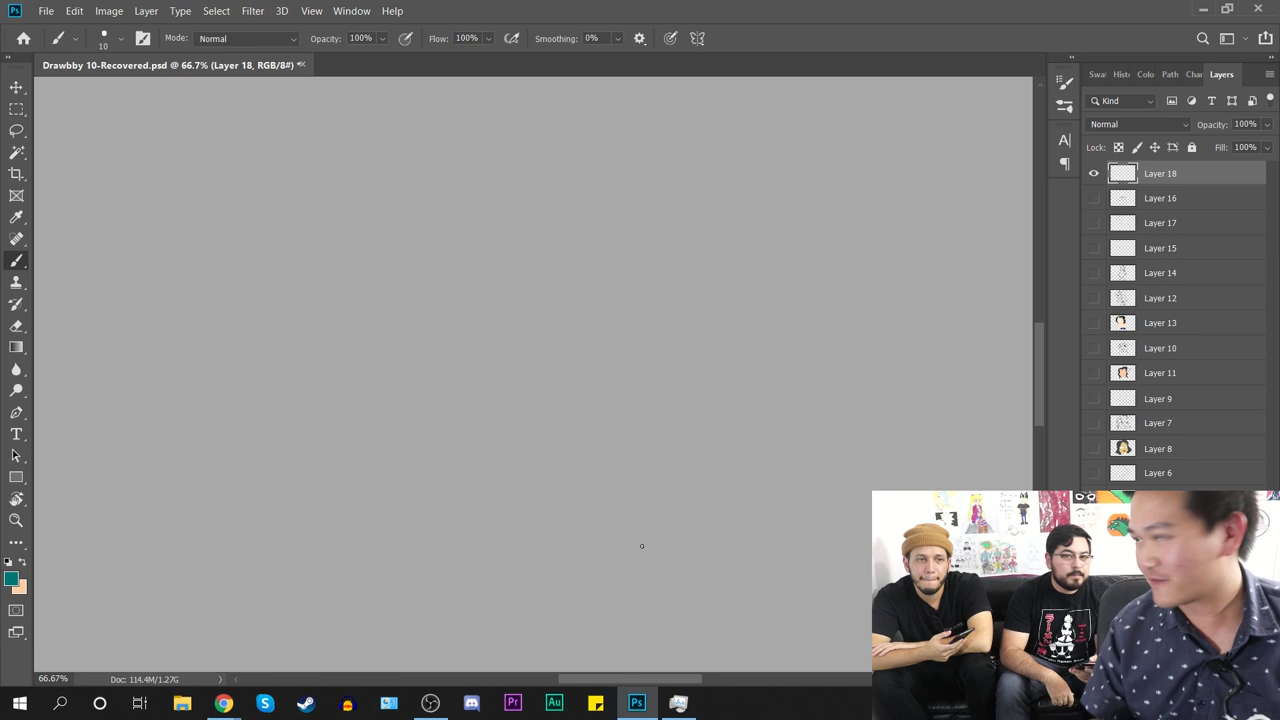 Ps File Edit Image Layer Type Select Filter 3D View Window Help
10 Mode: Normal Opacity: 100% Flow: 100% Smoothing: 0%
Drawbby 10-Recovered.psd @ 66.7% (Layer 18, RGB/8#) *
Swa Histo Colo Path Cha Layers
Kind
Normal Opacity: 100%
Lock: Fill: 100%
Layer 18
Layer 16
Layer 17
Layer 15
Layer 14
Layer 12
Layer 13
Layer 10
Layer 11
Layer 9
Layer 7
Layer 8
Layer 6
66.67% Doc: 114.4M/1.27G
Pr Au Ps